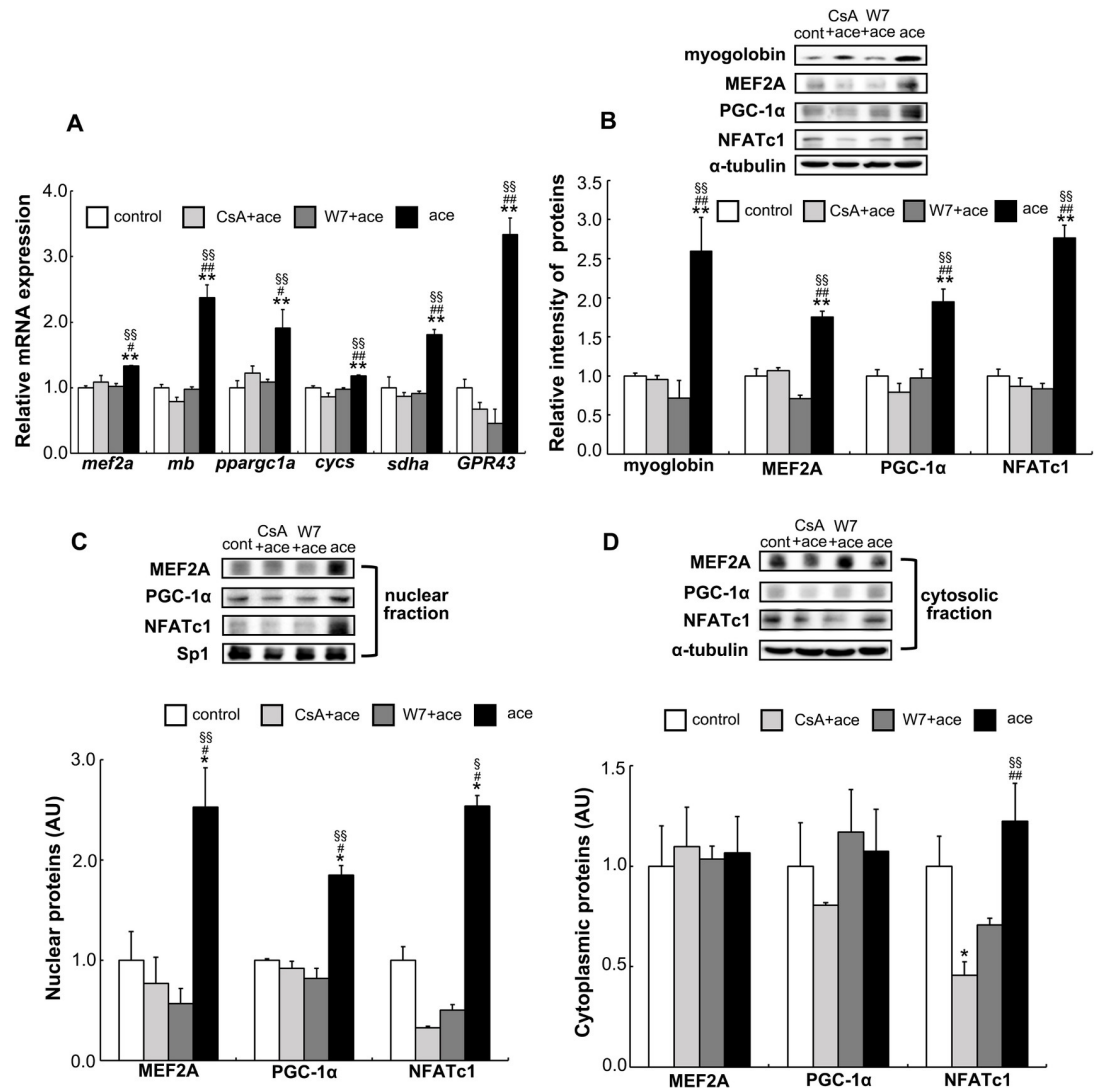 A
4.0
3.0
2.0
1.0
0.0
Relative mRNA expression
control CsA+ace W7+ace ace
§§
#
**
§§
##
**
§§
#
**
§§
##
**
§§
##
**
§§
##
**
mef2a mb ppargc1a cycs sdha GPR43
B
CsA W7
cont +ace +ace ace
myogolobin
MEF2A
PGC-1α
NFATc1
α-tubulin
3.5
3.0
2.5
2.0
1.5
1.0
0.5
0.0
Relative intensity of proteins
control CsA+ace W7+ace ace
§§
##
**
§§
##
**
§§
##
**
§§
##
**
myoglobin MEF2A PGC-1α NFATc1
C
CsA W7
cont +ace +ace ace
MEF2A
PGC-1α
NFATc1
Sp1
nuclear
fraction
control CsA+ace W7+ace ace
3.0
2.0
1.0
0.0
Nuclear proteins (AU)
§§
#
*
§§
#
*
§
#
*
MEF2A PGC-1α NFATc1
D
CsA W7
cont +ace +ace ace
MEF2A
PGC-1α
NFATc1
α-tubulin
cytosolic
fraction
control CsA+ace W7+ace ace
1.5
1.0
0.5
0.0
Cytoplasmic proteins (AU)
*
§§
##
MEF2A PGC-1α NFATc1